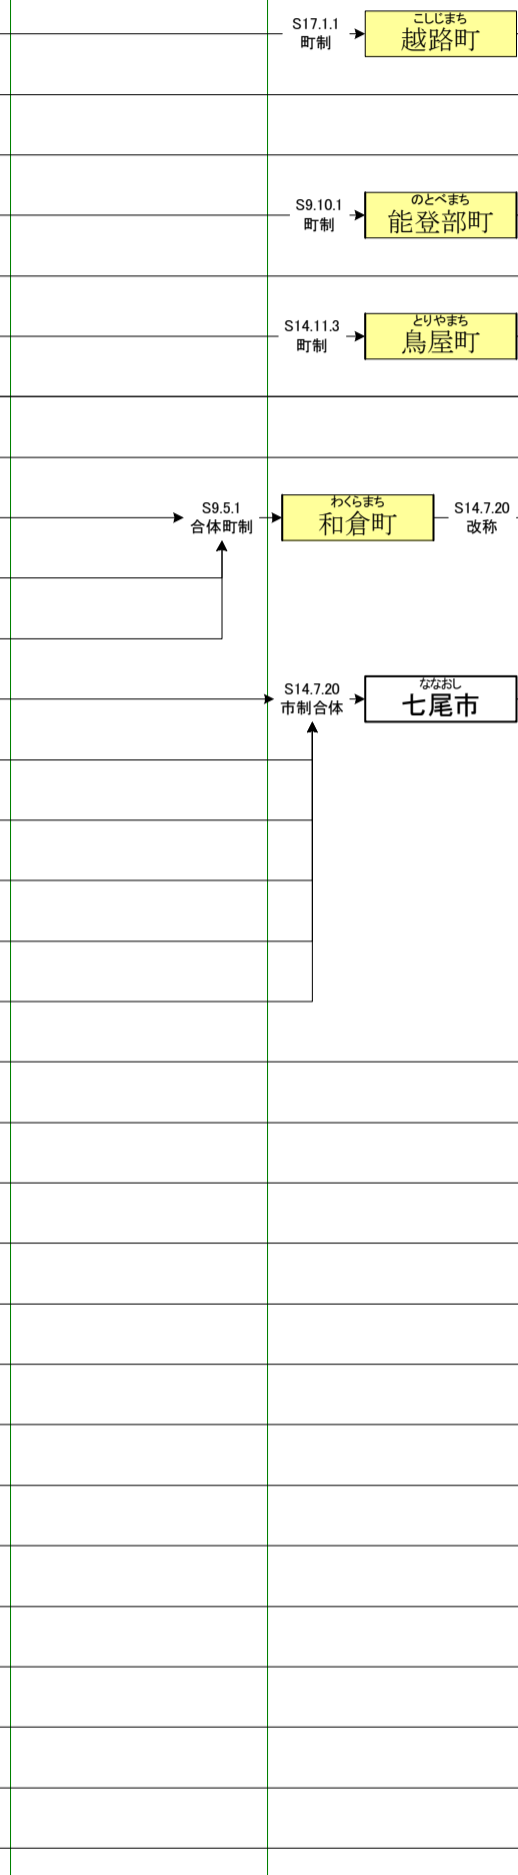 S17.1.1
町制
こしじまち
越路町
S9.10.1
町制
のとべまち
能登部町
S14.11.3
町制
とりやまち
鳥屋町
S9.5.1
合体町制
わくらまち
和倉町
S14.7.20
改称
S14.7.20
市制合体
ななおし
七尾市